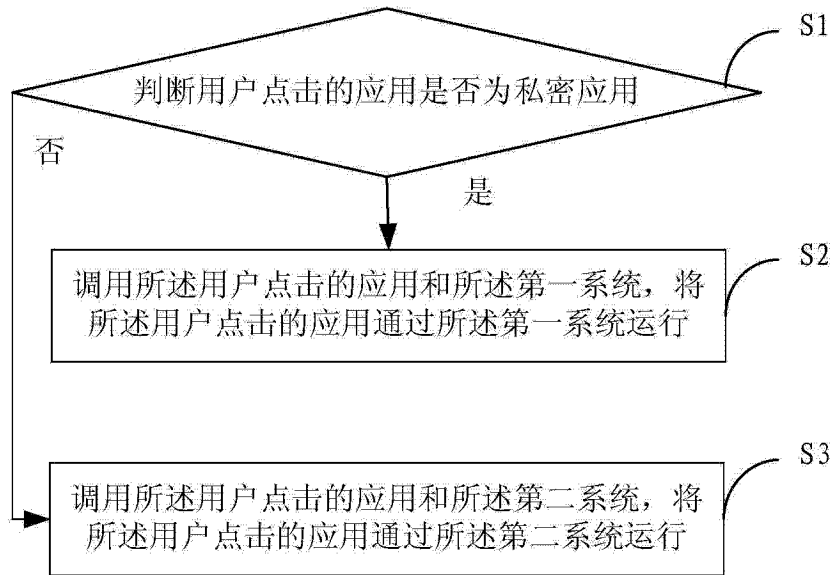 S1
判断用户点击的应用是否为私密应用
否
是
S2
调用所述用户点击的应用和所述第一系统，将
所述用户点击的应用通过所述第一系统运行
S3
调用所述用户点击的应用和所述第二系统，将
所述用户点击的应用通过所述第二系统运行